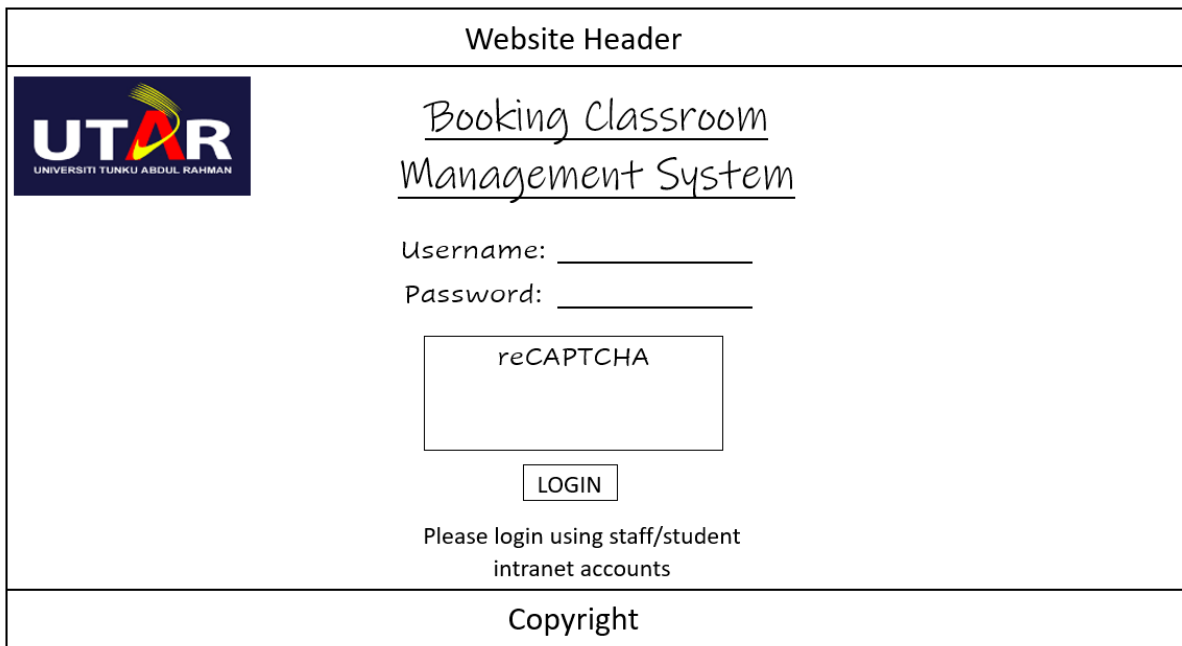 Website Header
UTAR
UNIVERSITI TUNKU ABDUL RAHMAN
Booking Classroom
Management System
Username:
Password:
reCAPTCHA
LOGIN
Please login using staff/student
intranet accounts
Copyright